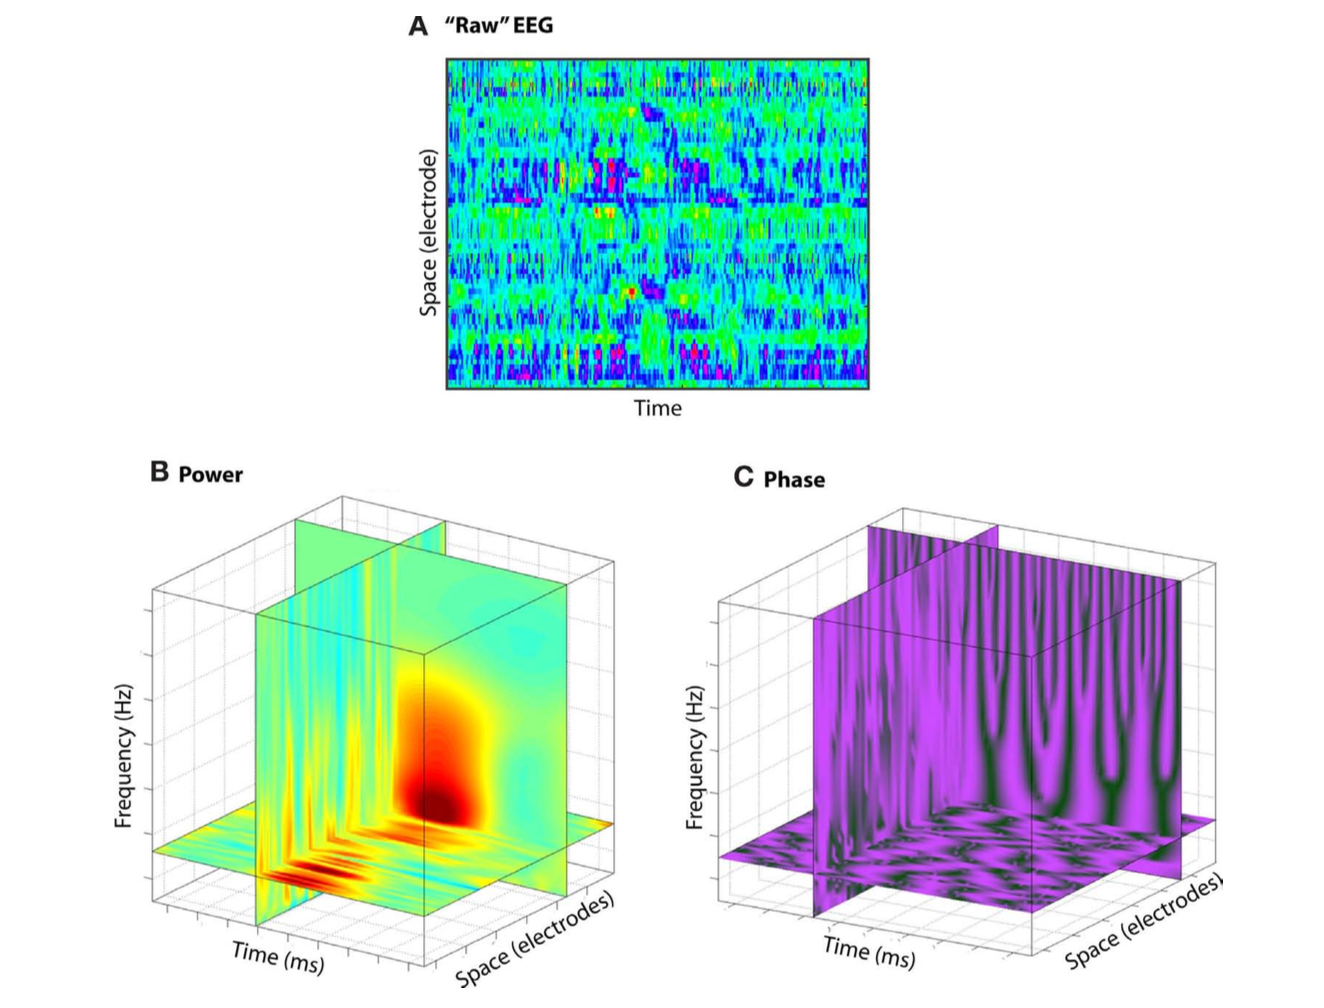 A "Raw" EEG
Space (electrode)
Time
B Power
C Phase
Frequency (Hz)
Time (ms)
Space (electrodes)
Frequency (Hz)
Time (ms)
Space (electrodes)